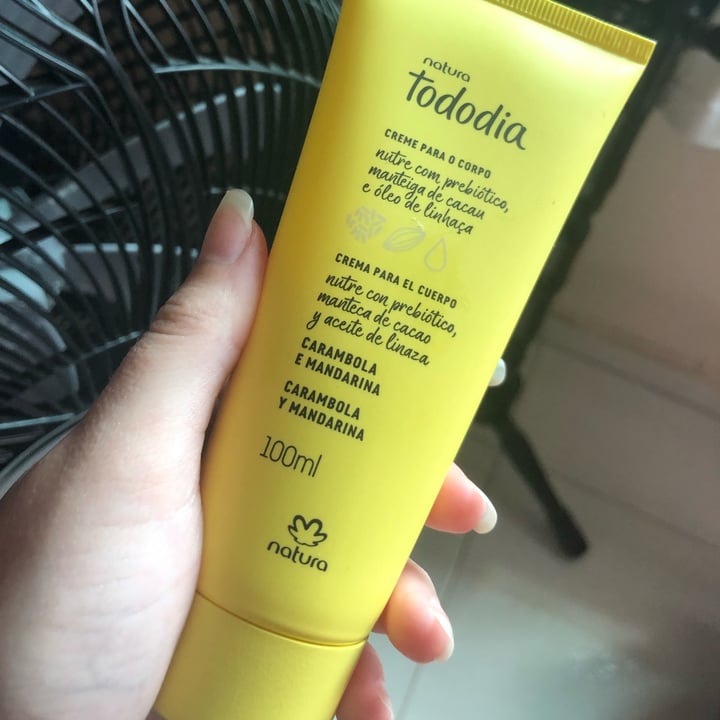 natura
Tododia
CREME PARA O CORPO
nutre com prebiótico,
manteiga de cacau
e óleo de linhaça
CREMA PARA EL CUERPO
nutre con prebiótico,
manteca de cacao
y aceite de linaza
CARAMBOLA
E MANDARINA
CARAMBOLA
Y MANDARINA
100ml
natura